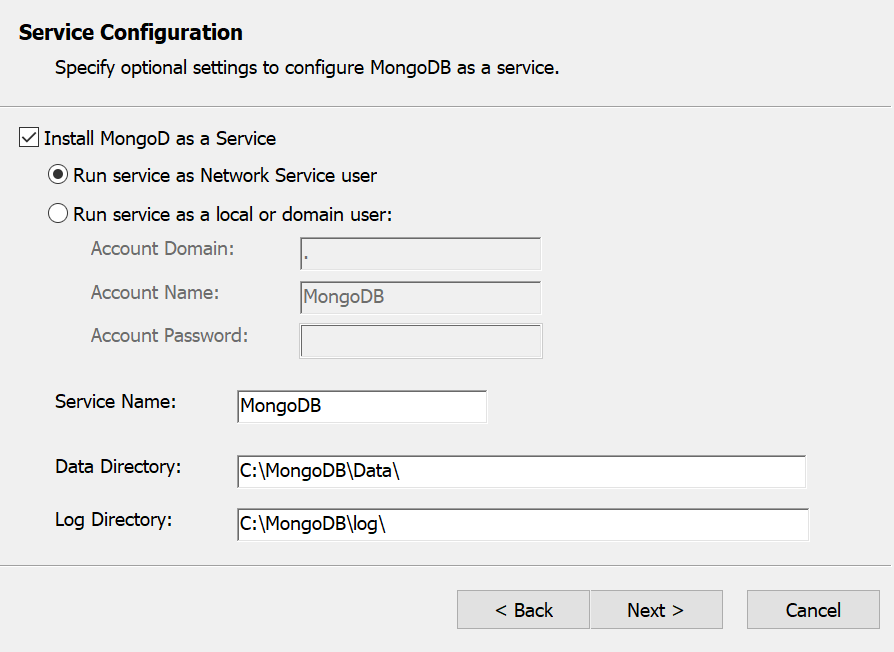 Service Configuration
Specify optional settings to configure MongoDB as a service.
Install MongoD as a Service
Run service as Network Service user
Run service as a local or domain user:
Account Domain: .
Account Name: MongoDB
Account Password:
Service Name: MongoDB
Data Directory: C:\MongoDB\Data\
Log Directory: C:\MongoDB\log\
< Back Next > Cancel